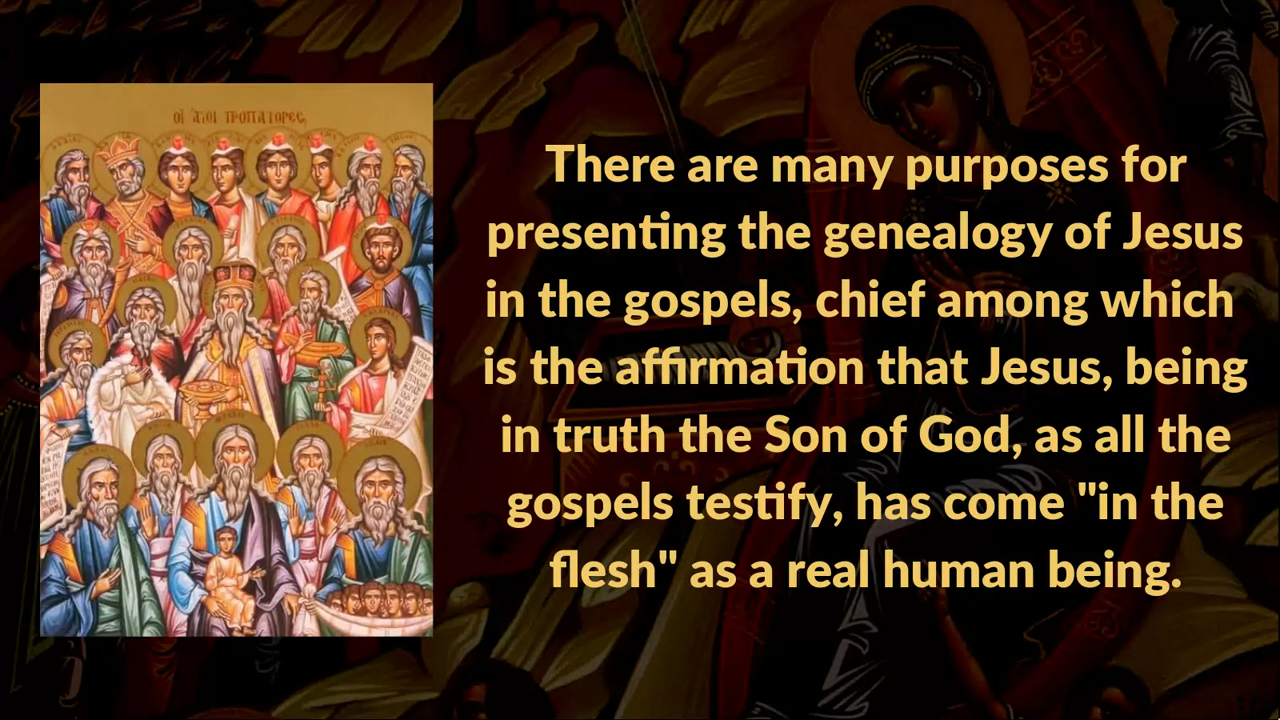 οἱ Ἅγιοι ΠΡΟΠΑΤΟΡΕΣ
There are many purposes for
presenting the genealogy of Jesus
in the gospels, chief among which
is the affirmation that Jesus, being
in truth the Son of God, as all the
gospels testify, has come "in the
flesh" as a real human being.